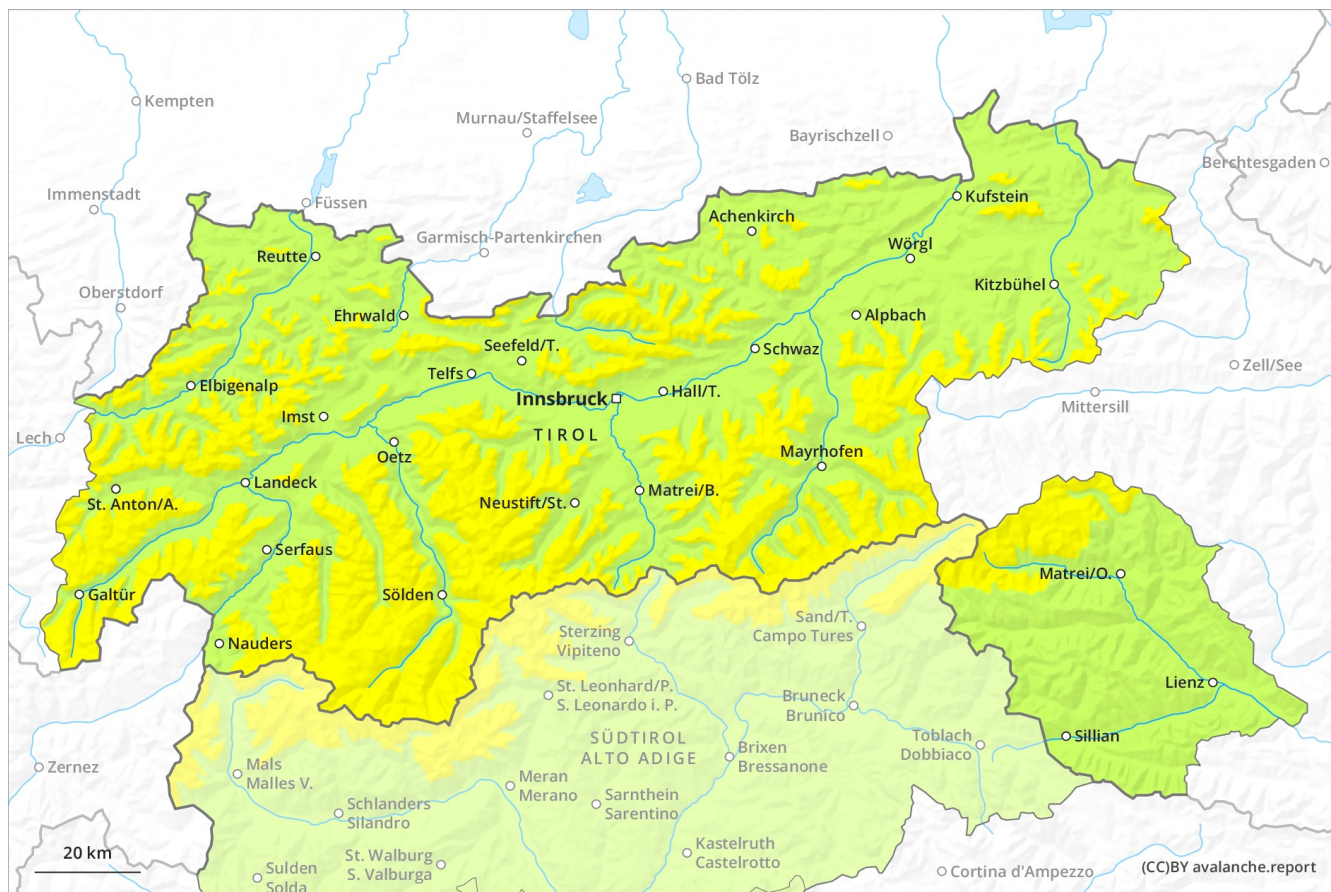 Bad Tölz
Kempten
Murnau/Staffelsee
Bayrischzell
Berchtesgaden
Immenstadt
Füssen
Kufstein
Achenkirch
Garmisch-Partenkirchen
Wörgl
Reutte
Kitzbühel
Oberstdorf
Ehrwald
Alpbach
Seefeld/T.
Schwaz
Zell/See
Telfs
Elbigenalp
Hall/T.
Innsbruck
Mittersill
Imst
Lech
TIROL
Oetz
Mayrhofen
Landeck
Matrei/B.
St. Anton/A.
Neustift/St.
Serfaus
Matrei/O.
Galtür
Sölden
Sand/T.
Campo Tures
Sterzing
Vipiteno
Nauders
Lienz
St. Leonhard/P.
S. Leonardo i. P.
Bruneck
Brunico
Sillian
SÜDTIROL
ALTO ADIGE
Toblach
Dobbiaco
Brixen
Bressanone
Zernez
Mals
Malles V.
Meran
Merano
Sarnthein
Sarentino
Schlanders
Silandro
Kastelruth
Castelrotto
20 km
St. Walburg
S. Valburga
Sulden
Solda
Cortina d'Ampezzo
(CC)BY avalanche.report